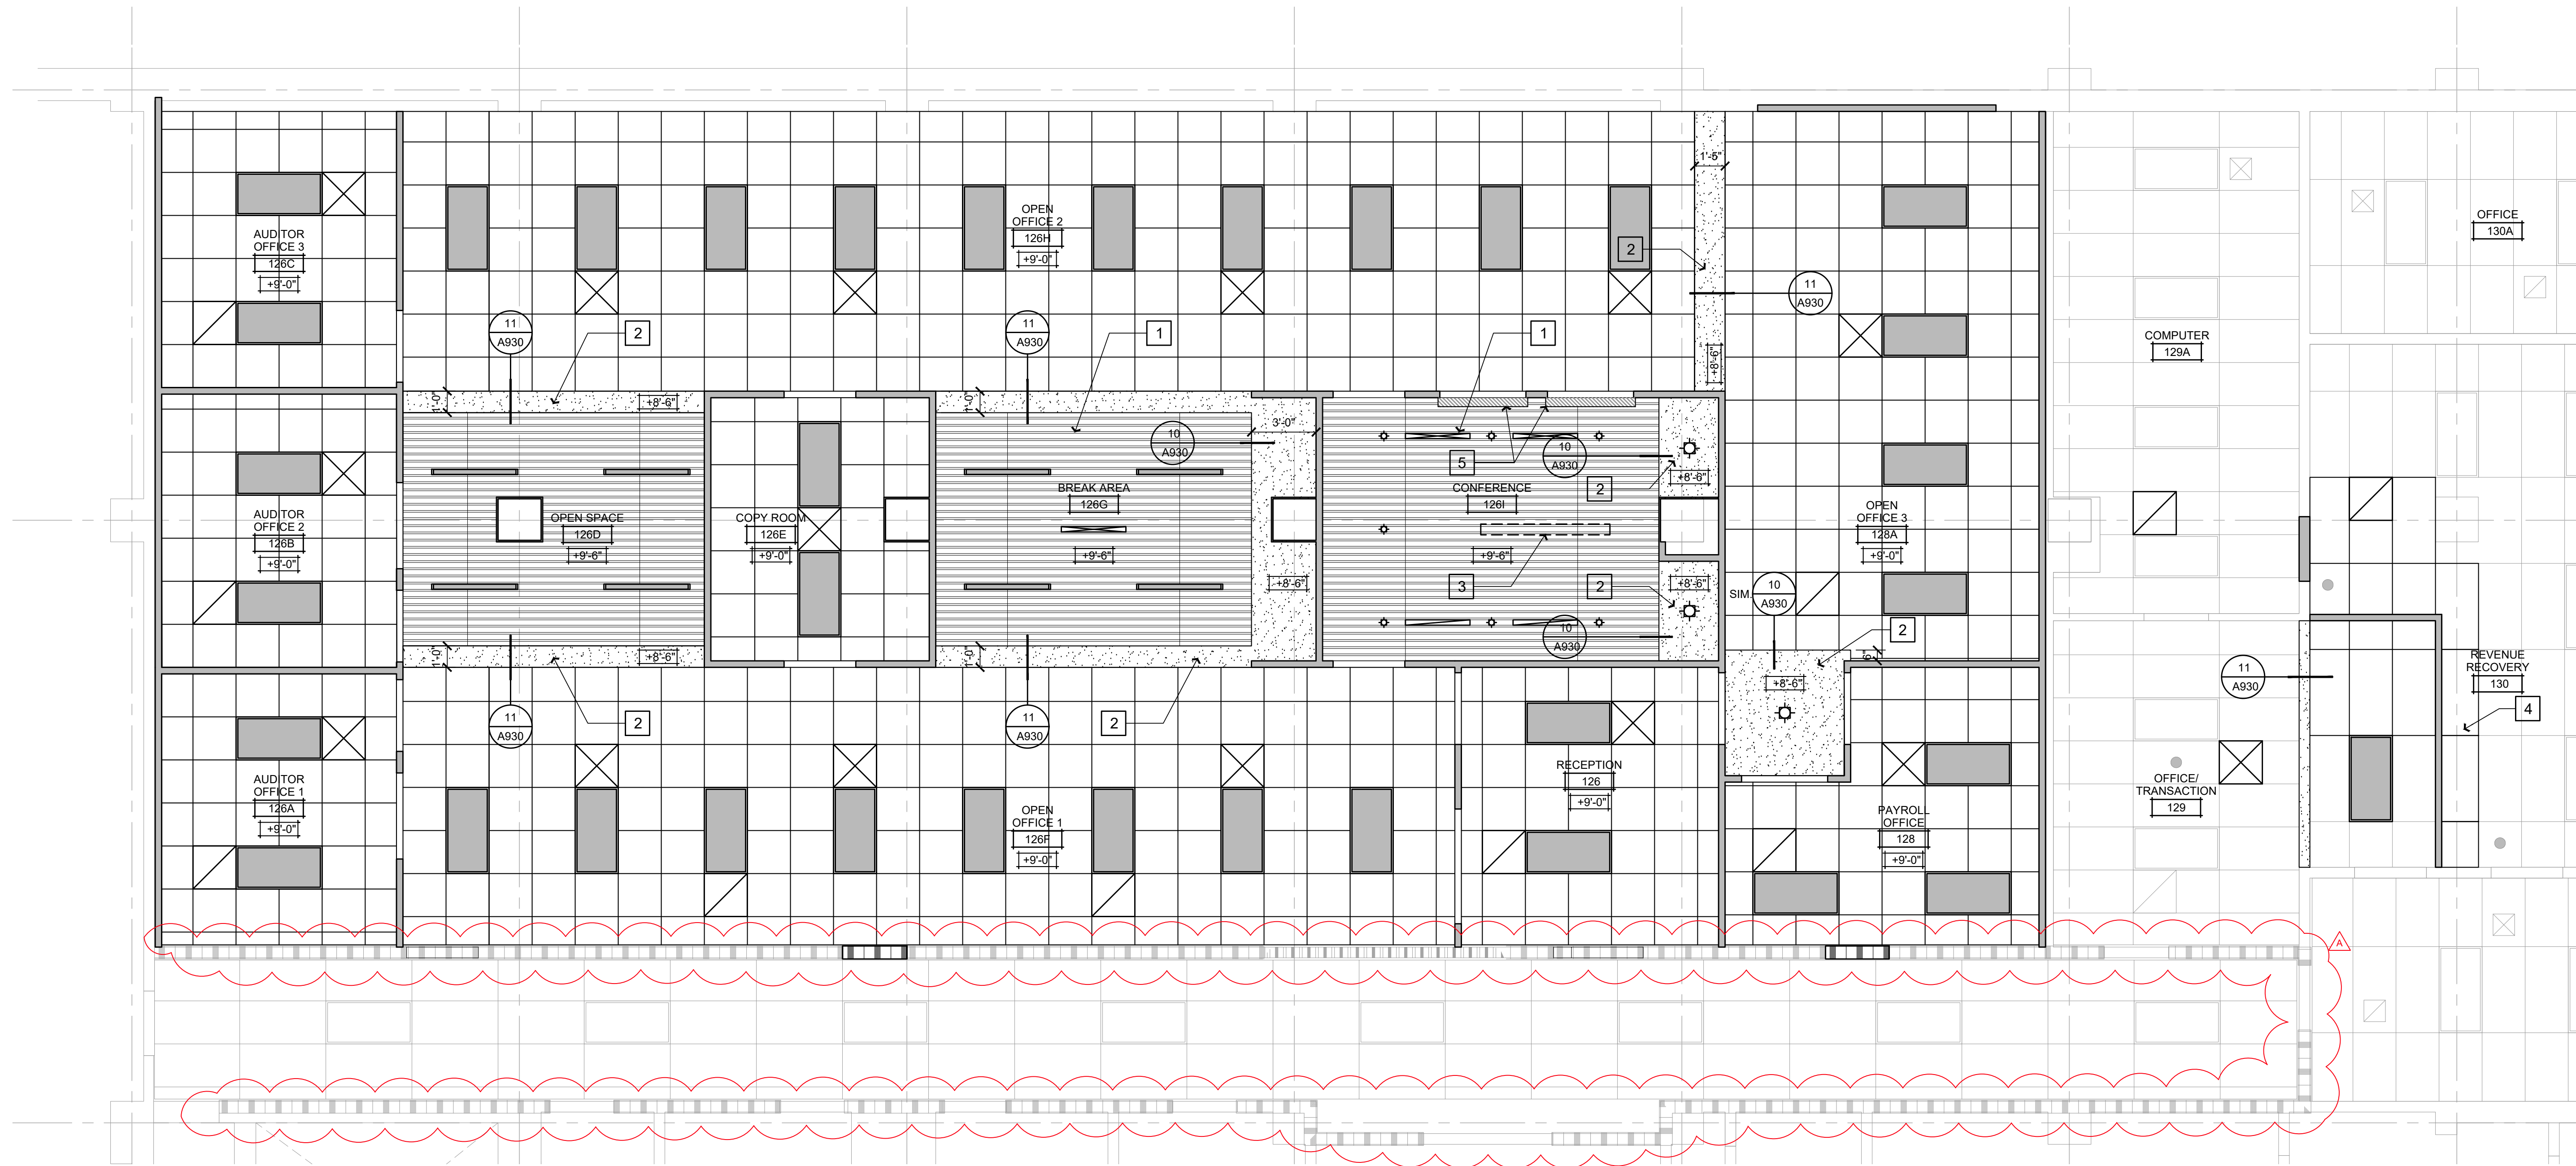 1'-5"
OFFICE
130A
OPEN
OFFICE 2
126H
+9'-0"
AUDITOR
OFFICE 3
126C
+9'-0"
2
11
A930
COMPUTER
129A
11
A930
2
11
A930
1
1
+8'-6"
1'-0"
+8'-6"
1'-0"
3'-0"
10
A930
5
10
A930
+8'-6"
2
BREAK AREA
126G
+9'-6"
CONFERENCE
126I
+9'-6"
AUDITOR
OFFICE 2
126B
+9'-0"
OPEN SPACE
126D
+9'-6"
COPY ROOM
126E
+9'-0"
OPEN
OFFICE 3
128A
+9'-0"
+8'-6"
3
2
+8'-6"
SIM.
10
A930
2
6"
1'-0"
+8'-6"
1'-0"
10
A930
REVENUE
RECOVERY
130
11
A930
+8'-6"
4
11
A930
2
11
A930
2
AUDITOR
OFFICE 1
126A
+9'-0"
RECEPTION
126
+9'-0"
OFFICE/
TRANSACTION
129
OPEN
OFFICE 1
126F
+9'-0"
PAYROLL
OFFICE
128
+9'-0"
A